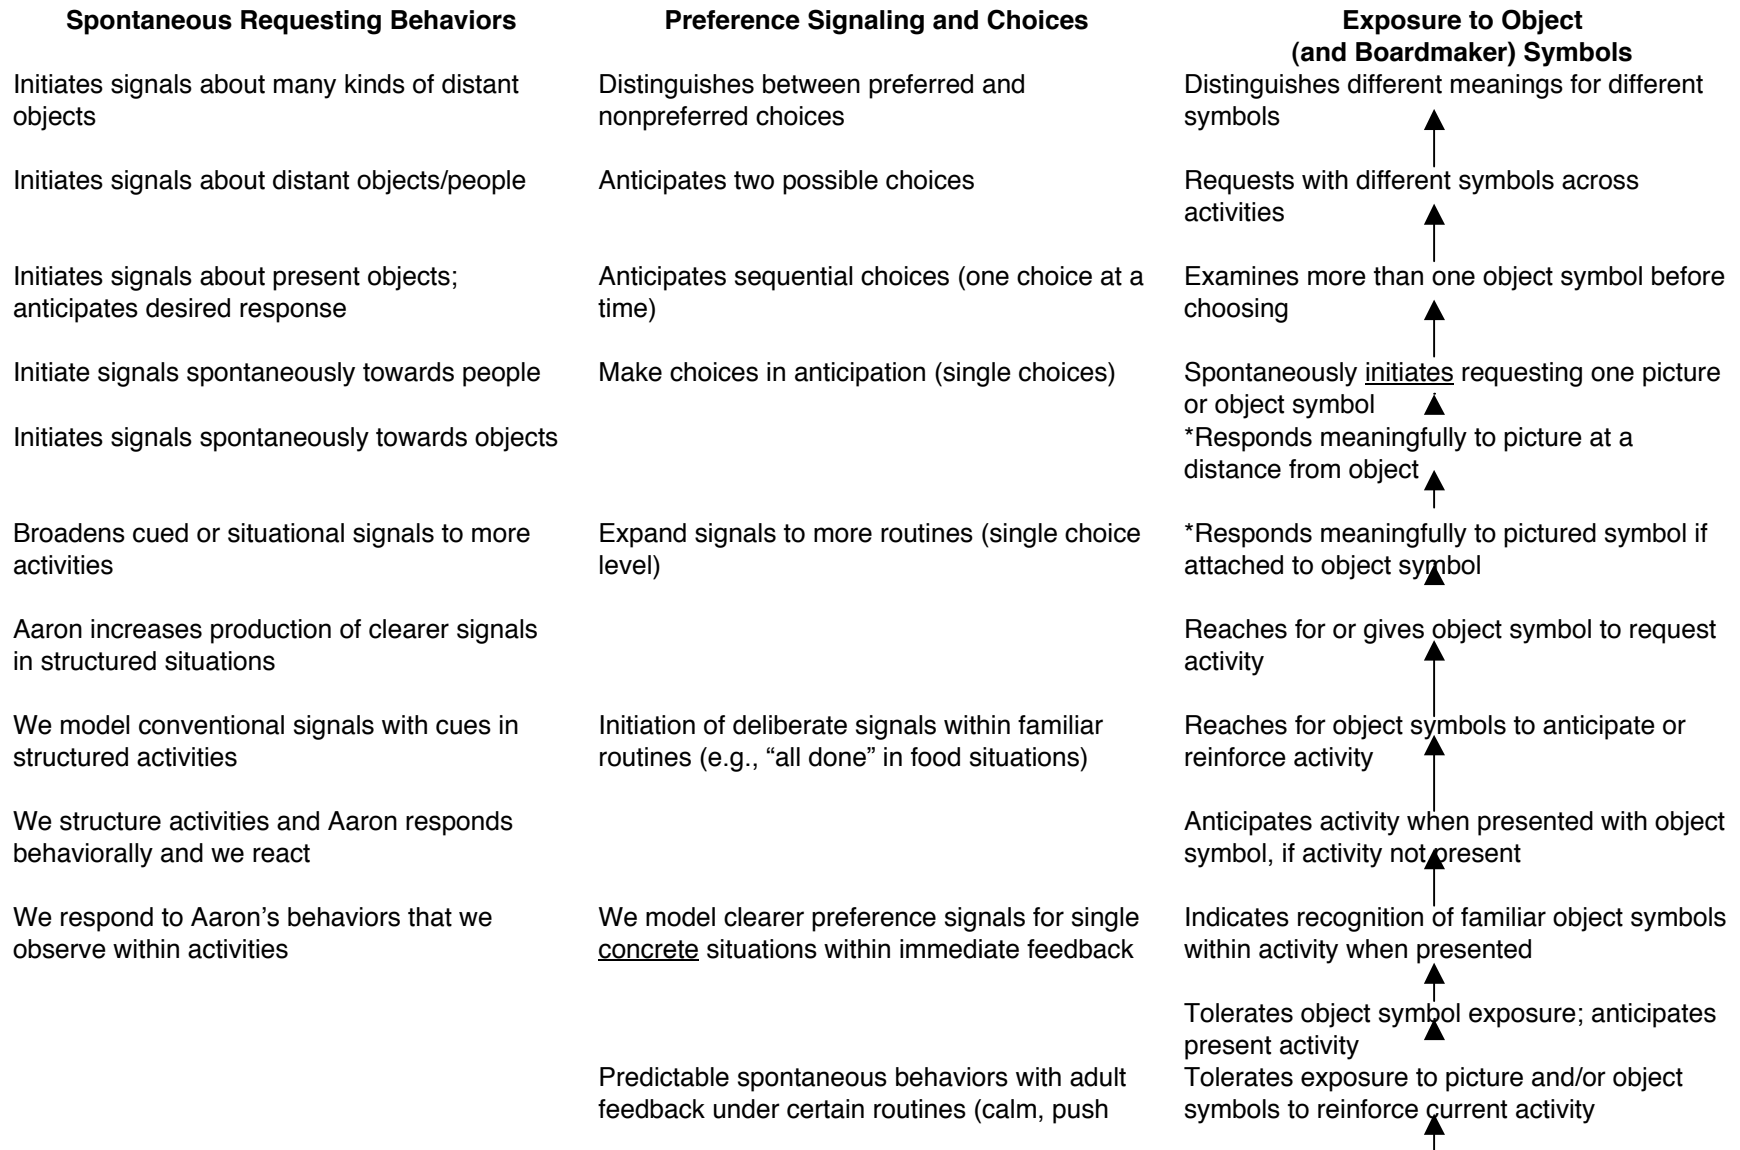 Spontaneous Requesting Behaviors
Preference Signaling and Choices
Exposure to Object
(and Boardmaker) Symbols
Initiates signals about many kinds of distant
objects
Distinguishes between preferred and
nonpreferred choices
Distinguishes different meanings for different
symbols
Initiates signals about distant objects/people
Anticipates two possible choices
Requests with different symbols across
activities
Initiates signals about present objects;
anticipates desired response
Anticipates sequential choices (one choice at a
time)
Examines more than one object symbol before
choosing
Initiate signals spontaneously towards people
Make choices in anticipation (single choices)
Spontaneously initiates requesting one picture
or object symbol
Initiates signals spontaneously towards objects
*Responds meaningfully to picture at a
distance from object
Broadens cued or situational signals to more
activities
Expand signals to more routines (single choice
level)
*Responds meaningfully to pictured symbol if
attached to object symbol
Aaron increases production of clearer signals
in structured situations
Reaches for or gives object symbol to request
activity
We model conventional signals with cues in
structured activities
Initiation of deliberate signals within familiar
routines (e.g., “all done” in food situations)
Reaches for object symbols to anticipate or
reinforce activity
We structure activities and Aaron responds
behaviorally and we react
Anticipates activity when presented with object
symbol, if activity not present
We respond to Aaron’s behaviors that we
observe within activities
We model clearer preference signals for single
concrete situations within immediate feedback
Indicates recognition of familiar object symbols
within activity when presented
Tolerates object symbol exposure; anticipates
present activity
Predictable spontaneous behaviors with adult
feedback under certain routines (calm, push
Tolerates exposure to picture and/or object
symbols to reinforce current activity